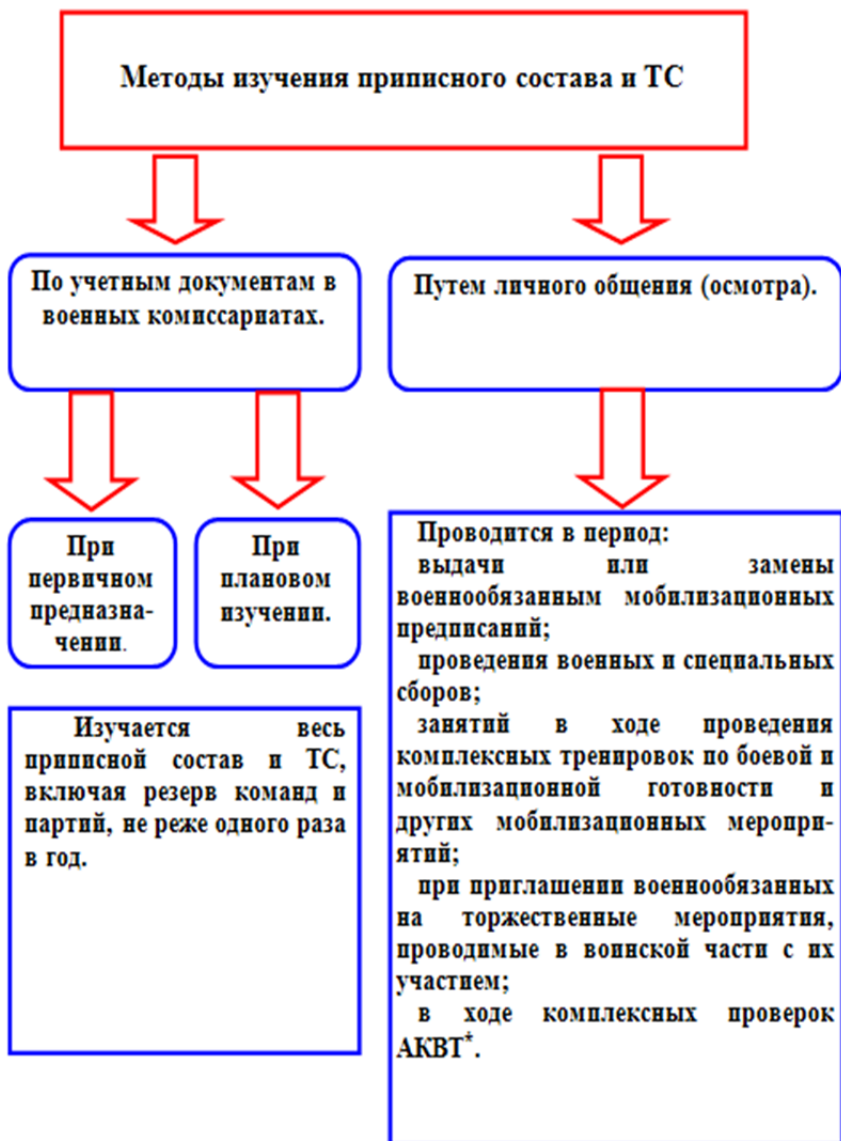 Методы изучения приписного состава и ТС
По учетным документам в
военных комиссариатах.
Путем личного общения (осмотра).
При
первичном
предназна-
чении.
При
плановом
изучении.
Изучается весь
приписной состав и ТС,
включая резерв команд и
партий, не реже одного раза
в год.
Проводится в период:
выдачи или замены
военнообязанным мобилизационных
предписаний;
проведения военных и специальных
сборов;
занятий в ходе проведения
комплексных тренировок по боевой и
мобилизационной готовности и
других мобилизационных мероприя-
ятий;
при приглашении военнообязанных
на торжественные мероприятия,
проводимые в воинской части с их
участием;
в ходе комплексных проверок
АКВТ*.